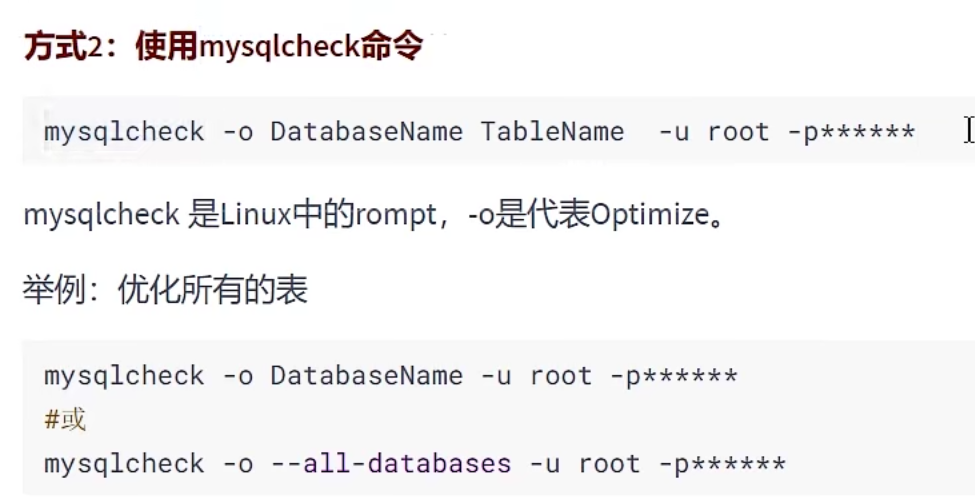 方式2：使用mysqlcheck命令
mysqlcheck -o DatabaseName TableName  -u root -p******
mysqlcheck 是Linux中的rompt，-o是代表Optimize。
举例：优化所有的表
mysqlcheck -o DatabaseName -u root -p******
#或
mysqlcheck -o --all-databases -u root -p******